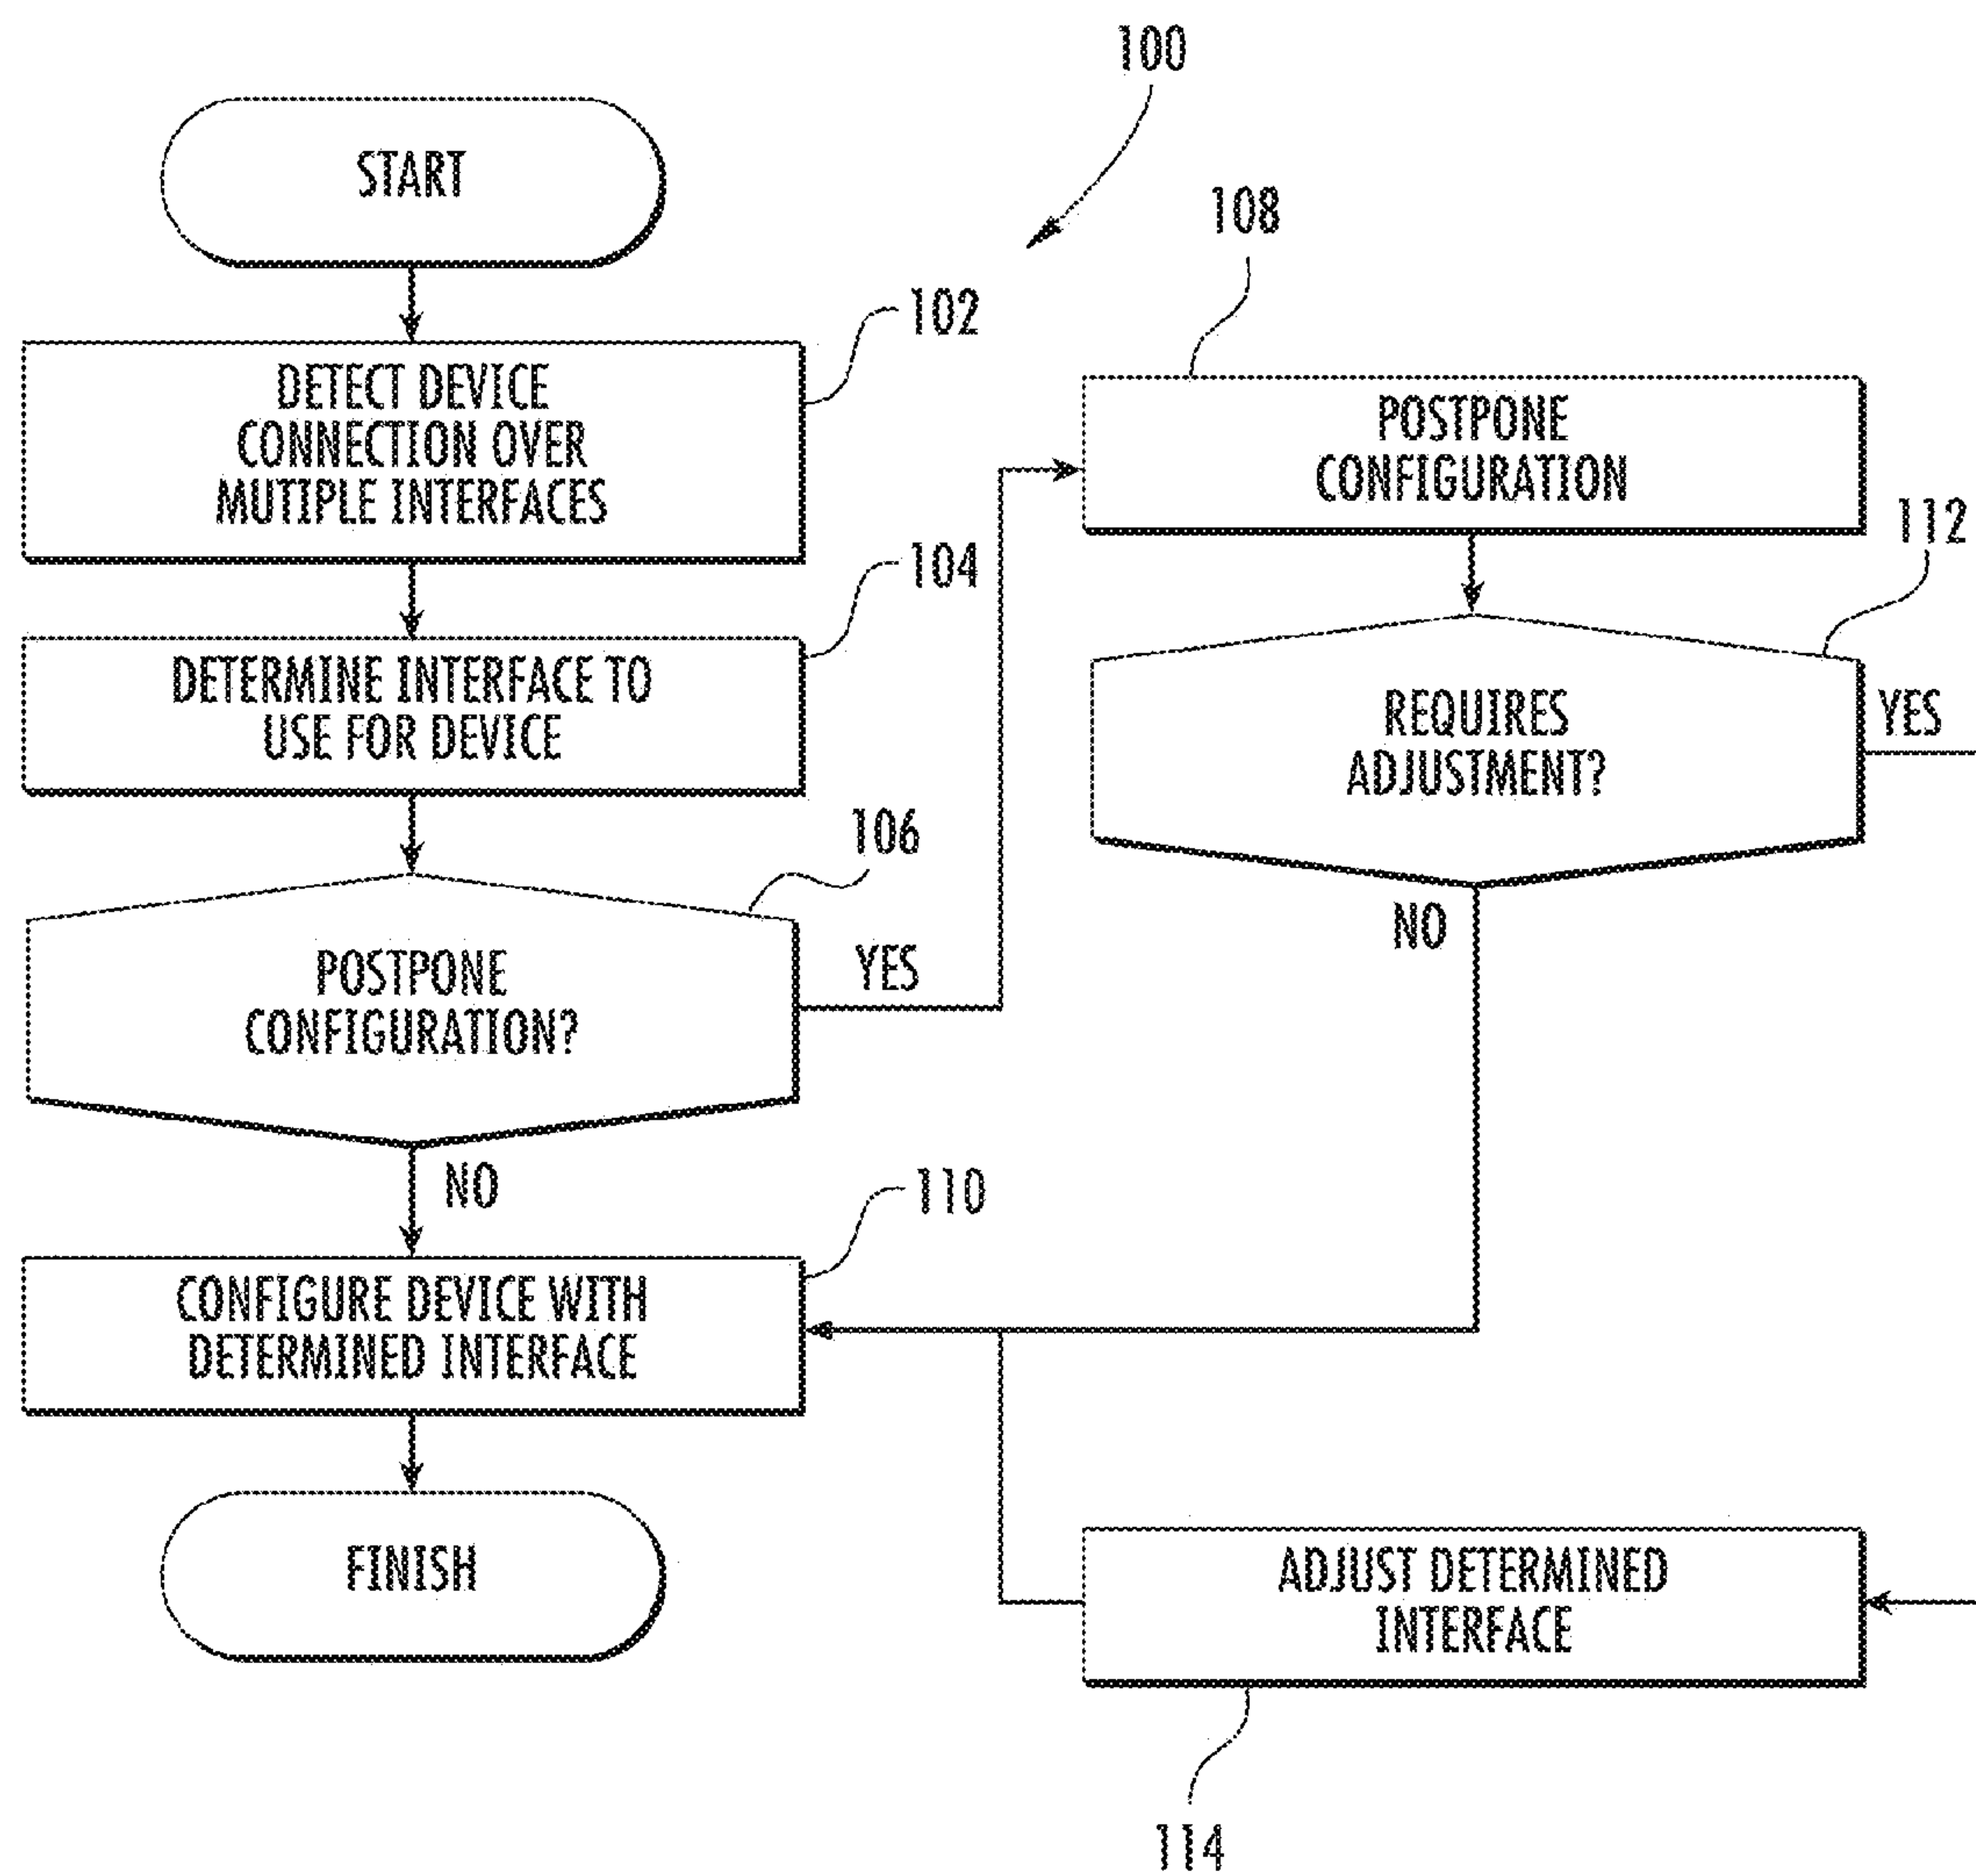 100
START
102
DETECT DEVICE
CONNECTION OVER
MUTIPLE INTERFACES
104
DETERMINE INTERFACE TO
USE FOR DEVICE
106
POSTPONE
CONFIGURATION?
YES
NO
108
POSTPONE
CONFIGURATION
112
REQUIRES
ADJUSTMENT?
YES
NO
110
CONFIGURE DEVICE WITH
DETERMINED INTERFACE
FINISH
ADJUST DETERMINED
INTERFACE
114